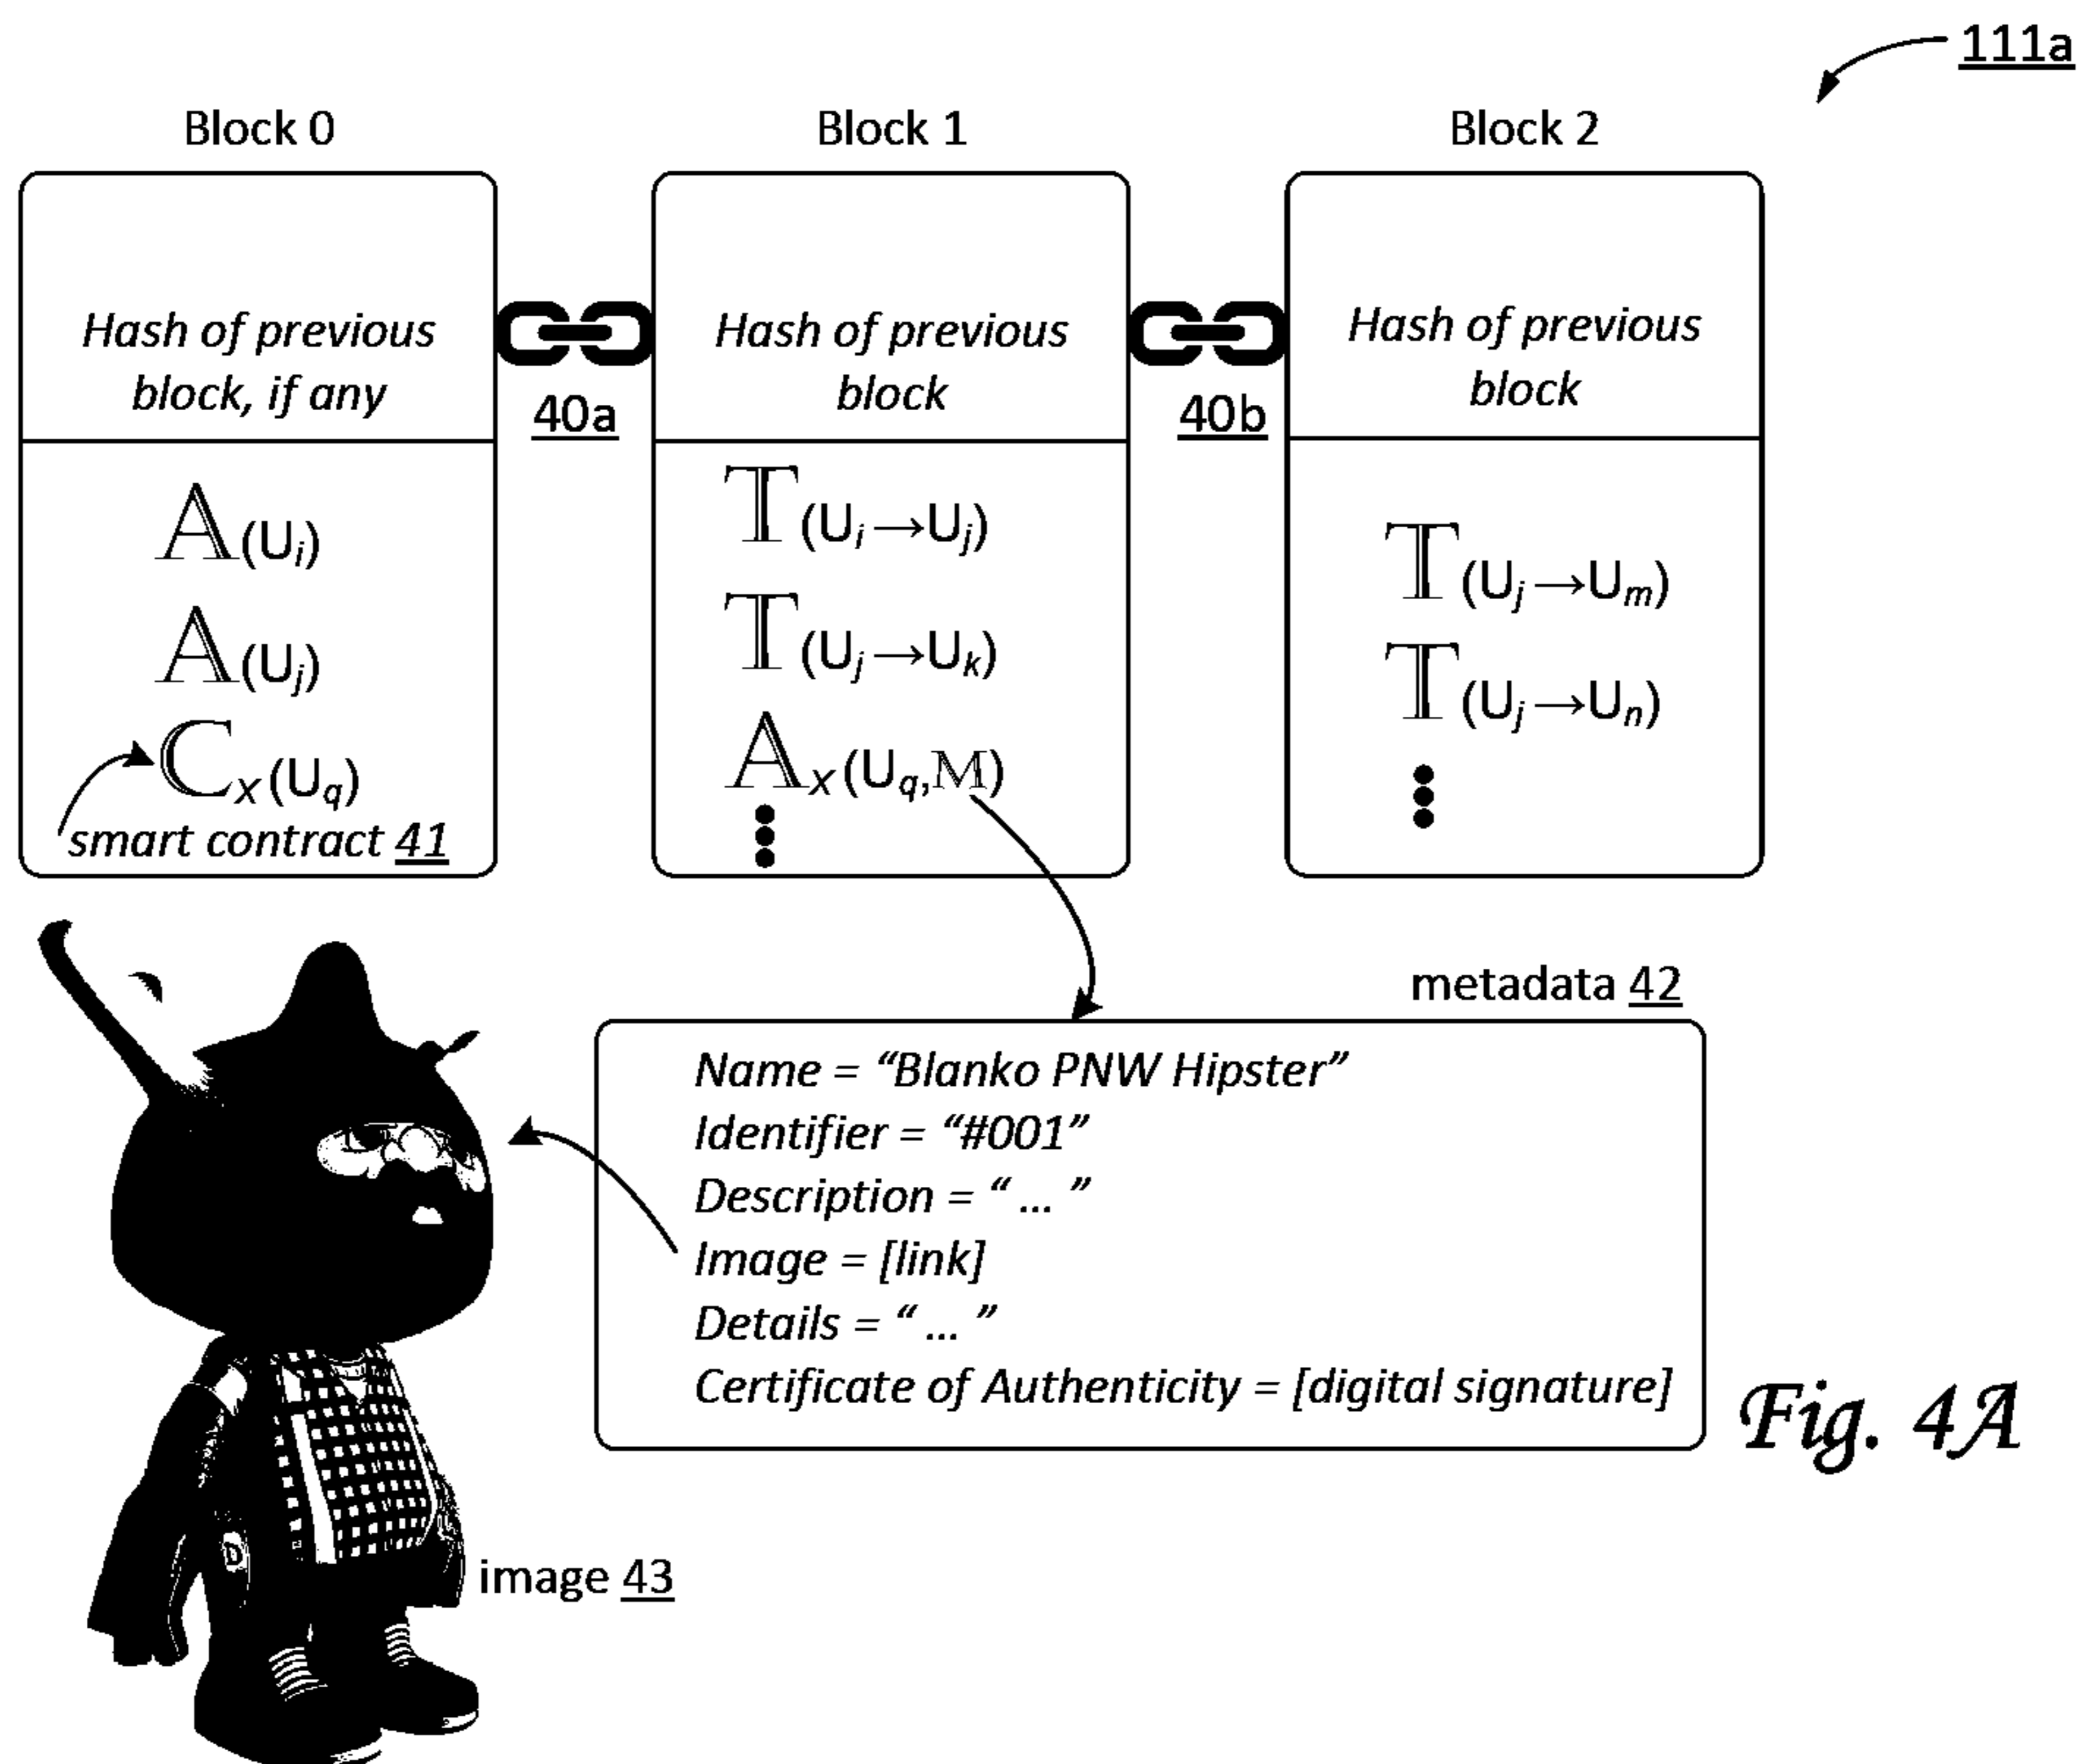 111a
Block 0
Hash of previous
block, if any
𝔸(Uᵢ)
𝔸(Uⱼ)
ℂₓ(U_q)
smart contract 41
40a
Block 1
Hash of previous
block
𝕋(Uᵢ→Uⱼ)
𝕋(Uⱼ→Uₖ)
𝔸ₓ(U_q,𝕄)
40b
Block 2
Hash of previous
block
𝕋(Uⱼ→Uₘ)
𝕋(Uⱼ→Uₙ)
metadata 42
Name = “Blanko PNW Hipster”
Identifier = “#001”
Description = “ ... ”
Image = [link]
Details = “ ... ”
Certificate of Authenticity = [digital signature]
image 43
Fig. 4A